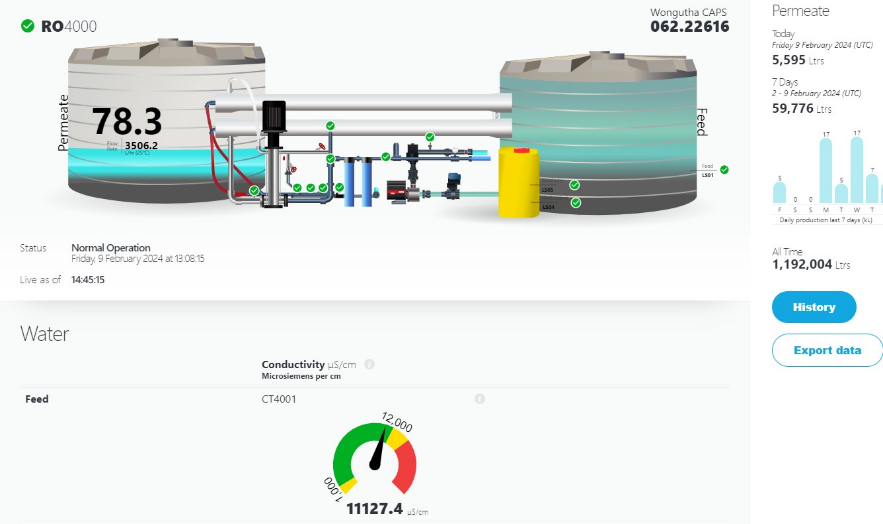 RO4000
Wongutha CAPS
062.22616
Permeate
78.3
Flow Rate
3506.2
Feed
Feed
LS01
LS05
LS04
Status
Normal Operation
Friday, 9 February 2024 at 13:08:15
Live as of
14:45:15
Water
Conductivity µS/cm
Microsiemens per cm
Feed
CT4001
12,000
1,000
11127.4 µS/cm
Permeate
Today
Friday 9 February 2024 (UTC)
5,595 Ltrs
7 Days
2 - 9 February 2024 (UTC)
59,776 Ltrs
5 0 0 17 5 17 7
F S S M T W T
Daily production last 7 days (kL)
All Time
1,192,004 Ltrs
History
Export data